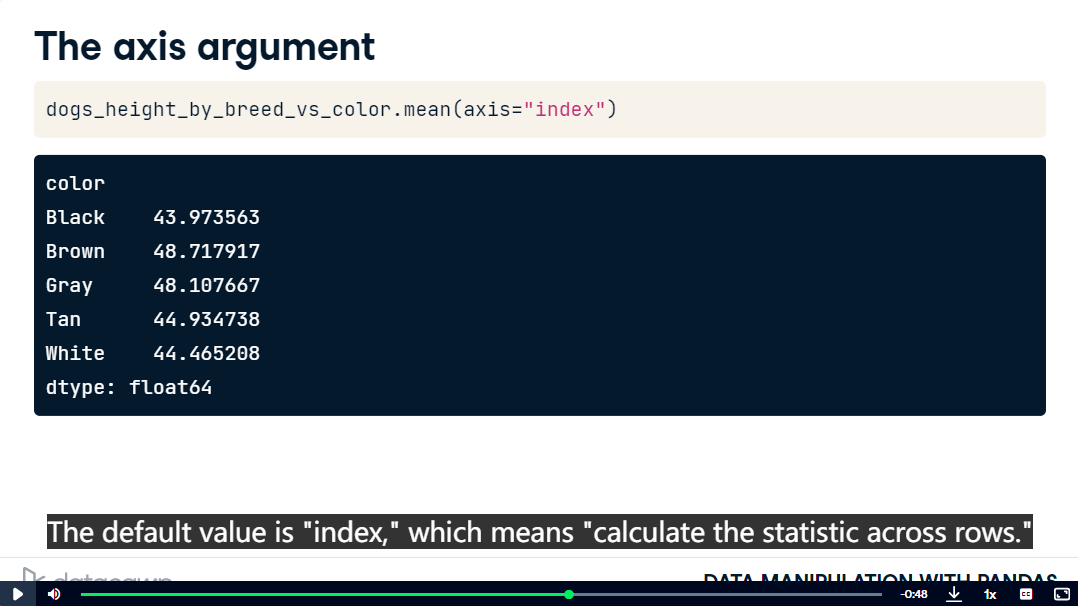 The axis argument
dogs_height_by_breed_vs_color.mean(axis="index")
color
Black    43.973563
Brown    48.717917
Gray     48.107667
Tan      44.934738
White    44.465208
dtype: float64
The default value is "index," which means "calculate the statistic across rows."
datacamp
DATA MANIPULATION WITH PANDAS
-0:48
1x
CC